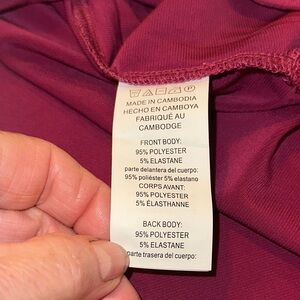 MADE IN CAMBODIA
HECHO EN CAMBOYA
FABRIQUÉ AU
CAMBODGE
FRONT BODY:
95% POLYESTER
5% ELASTANE
parte delantera del cuerpo:
95% poliéster 5% elastano
CORPS AVANT:
95% POLYESTER
5% ÉLASTHANNE
BACK BODY:
95% POLYESTER
5% ELASTANE
parte trasera del cuerpo: